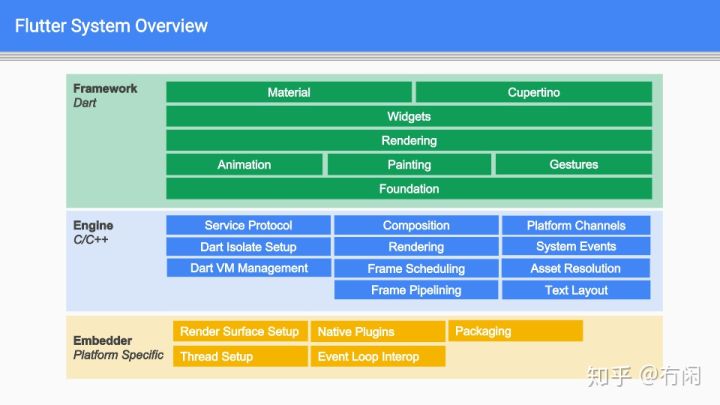 Flutter System Overview
Framework
Dart
Material Cupertino
Widgets
Rendering
Animation Painting Gestures
Foundation
Engine
C/C++
Service Protocol Composition Platform Channels
Dart Isolate Setup Rendering System Events
Dart VM Management Frame Scheduling Asset Resolution
Frame Pipelining Text Layout
Embedder
Platform Specific
Render Surface Setup Native Plugins Packaging
Thread Setup Event Loop Interop
知乎 @冇闲